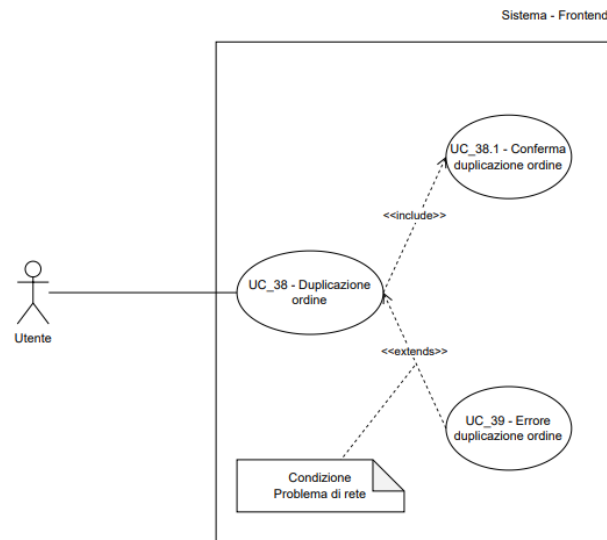 Sistema - Frontend
UC_38.1 - Conferma
duplicazione ordine
<<include>>
UC_38 - Duplicazione
ordine
Utente
<<extends>>
UC_39 - Errore
duplicazione ordine
Condizione
Problema di rete